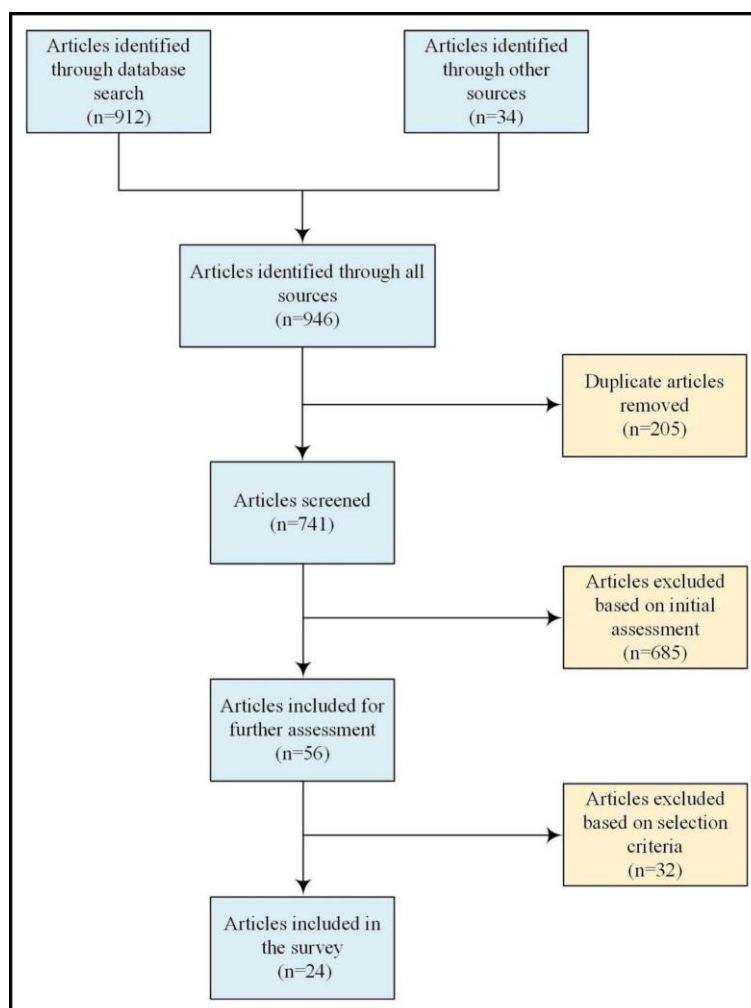 Articles identified
through database
search
(n=912)
Articles identified
through other
sources
(n=34)
Articles identified through all
sources
(n=946)
Duplicate articles
removed
(n=205)
Articles screened
(n=741)
Articles excluded
based on initial
assessment
(n=685)
Articles included for
further assessment
(n=56)
Articles excluded
based on selection
criteria
(n=32)
Articles included in
the survey
(n=24)